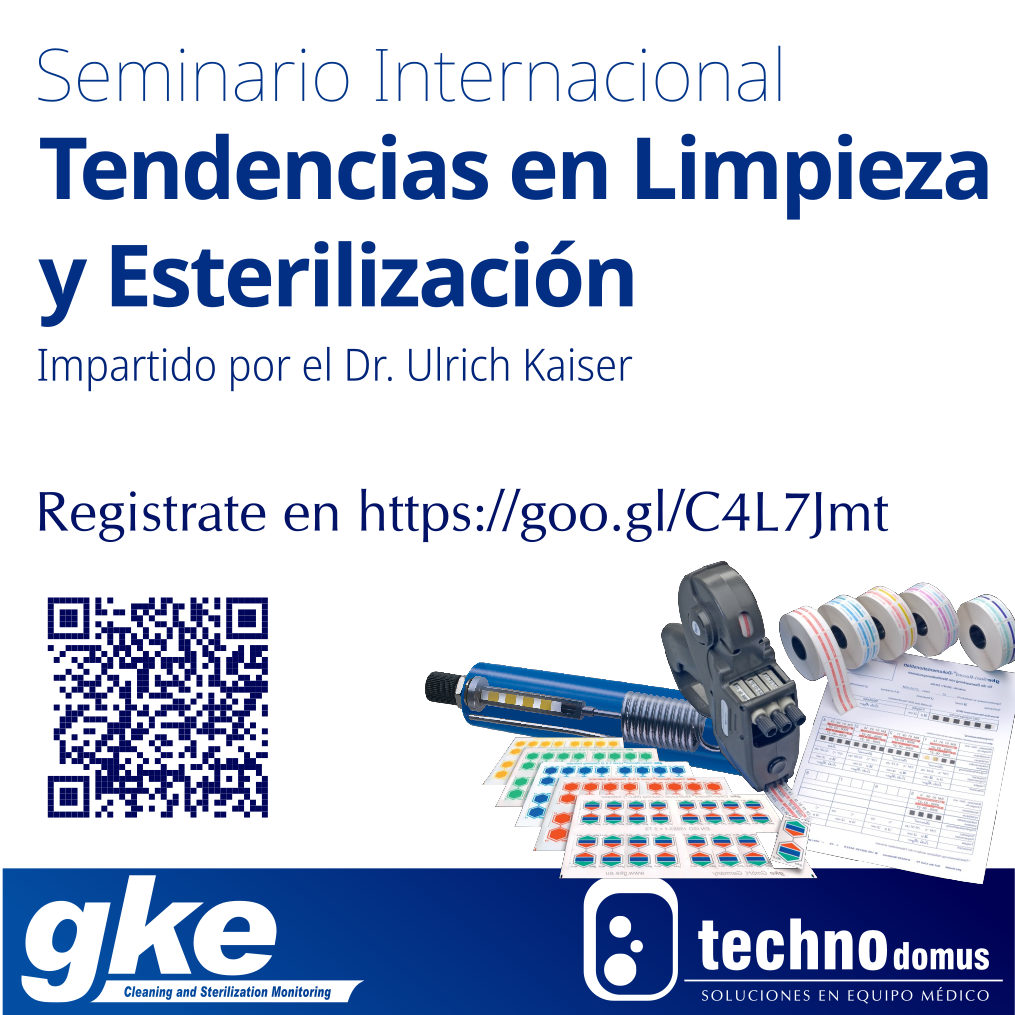 Seminario Internacional
Tendencias en Limpieza
y Esterilización
Impartido por el Dr. Ulrich Kaiser
Registrate en https://goo.gl/C4L7Jmt
gke
Cleaning and Sterilization Monitoring
techno domus
SOLUCIONES EN EQUIPO MÉDICO